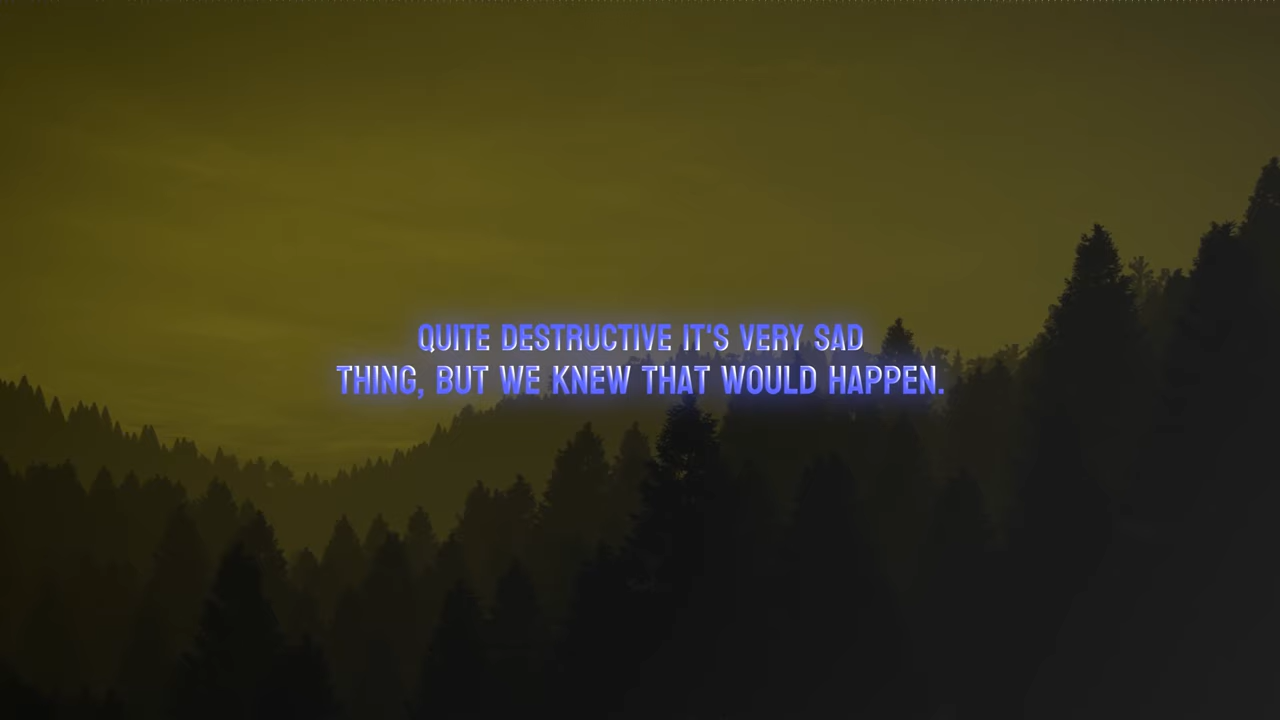 QUITE DESTRUCTIVE IT'S VERY SAD
THING, BUT WE KNEW THAT WOULD HAPPEN.